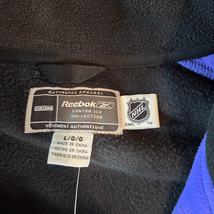 AUTHENTIC APPAREL
Reebok
CENTER ICE
COLLECTION
VÊTEMENT AUTHENTIQUE
NHL
L/G/G
MADE IN CHINA
HECHO EN CHINA
FABRIQUÉ EN CHINE